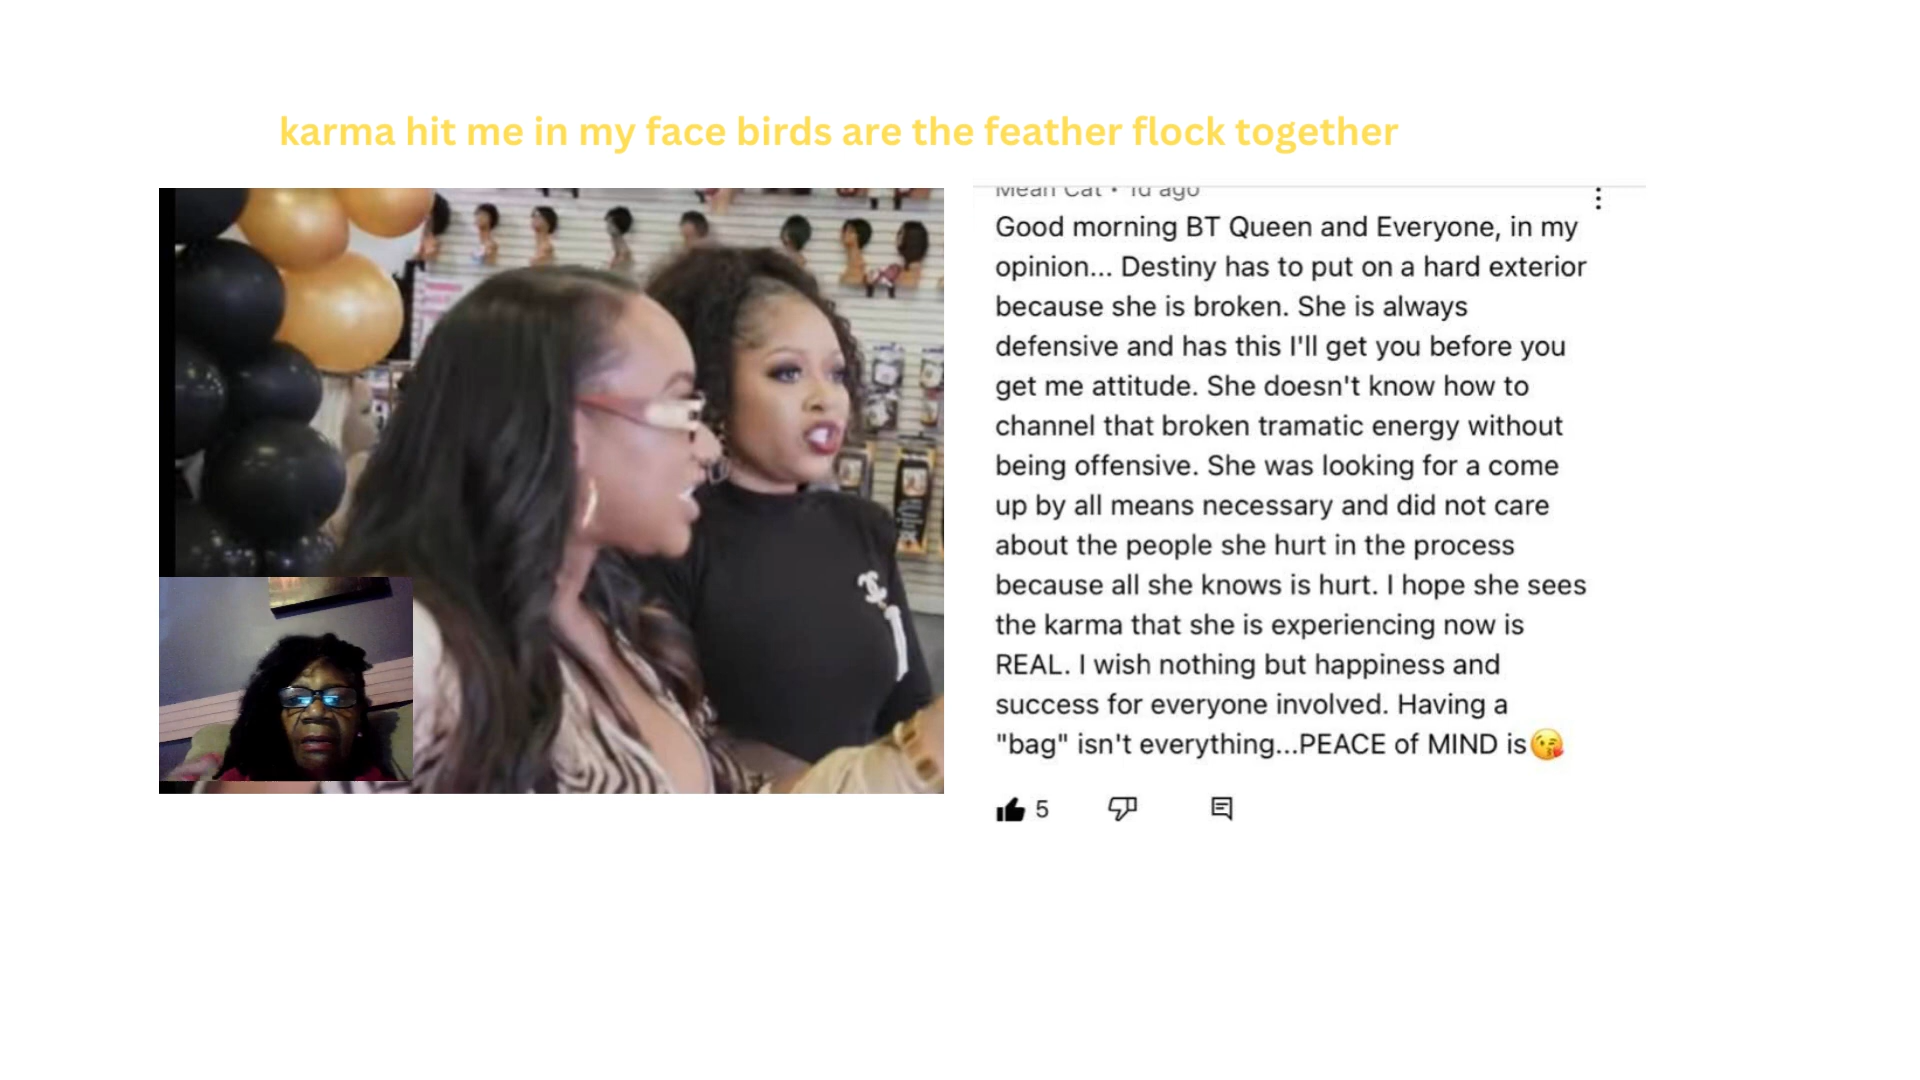 karma hit me in my face birds are the feather flock together
Mean Cat • 1d ago
Good morning BT Queen and Everyone, in my
opinion... Destiny has to put on a hard exterior
because she is broken. She is always
defensive and has this I'll get you before you
get me attitude. She doesn't know how to
channel that broken tramatic energy without
being offensive. She was looking for a come
up by all means necessary and did not care
about the people she hurt in the process
because all she knows is hurt. I hope she sees
the karma that she is experiencing now is
REAL. I wish nothing but happiness and
success for everyone involved. Having a
"bag" isn't everything...PEACE of MIND is😘
5